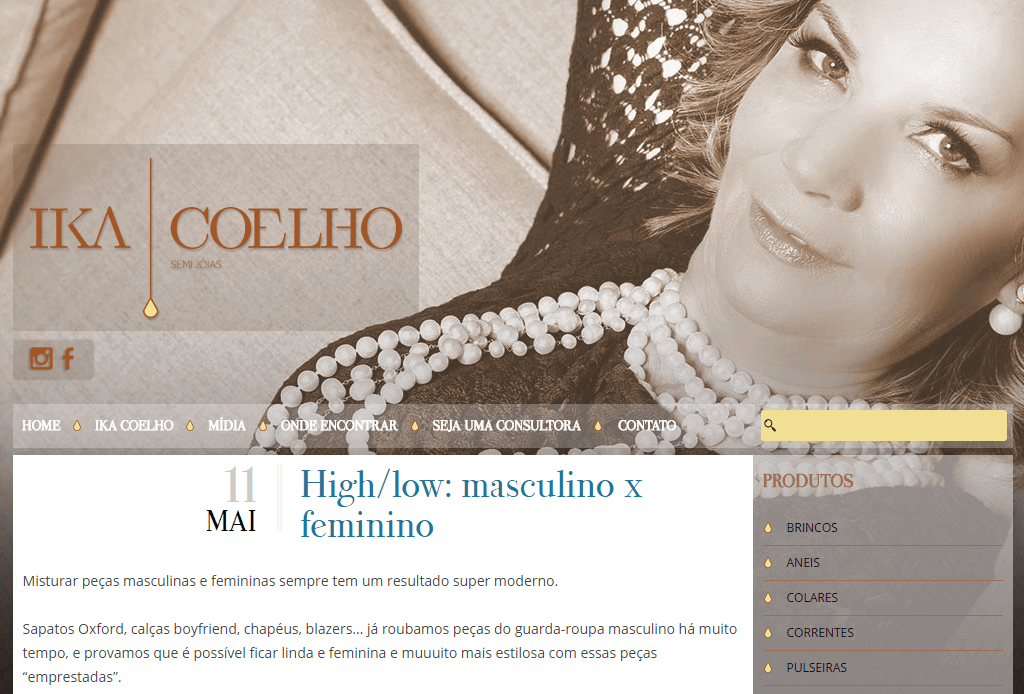 IKA COELHO
SEMI JÓIAS
HOME IKA COELHO MÍDIA ONDE ENCONTRAR SEJA UMA CONSULTORA CONTATO
11
MAI
High/low: masculino x
feminino
Misturar peças masculinas e femininas sempre tem um resultado super moderno.
Sapatos Oxford, calças boyfriend, chapéus, blazers... já roubamos peças do guarda-roupa masculino há muito
tempo, e provamos que é possível ficar linda e feminina e muuuito mais estilosa com essas peças
“emprestadas”.
PRODUTOS
BRINCOS
ANEIS
COLARES
CORRENTES
PULSEIRAS